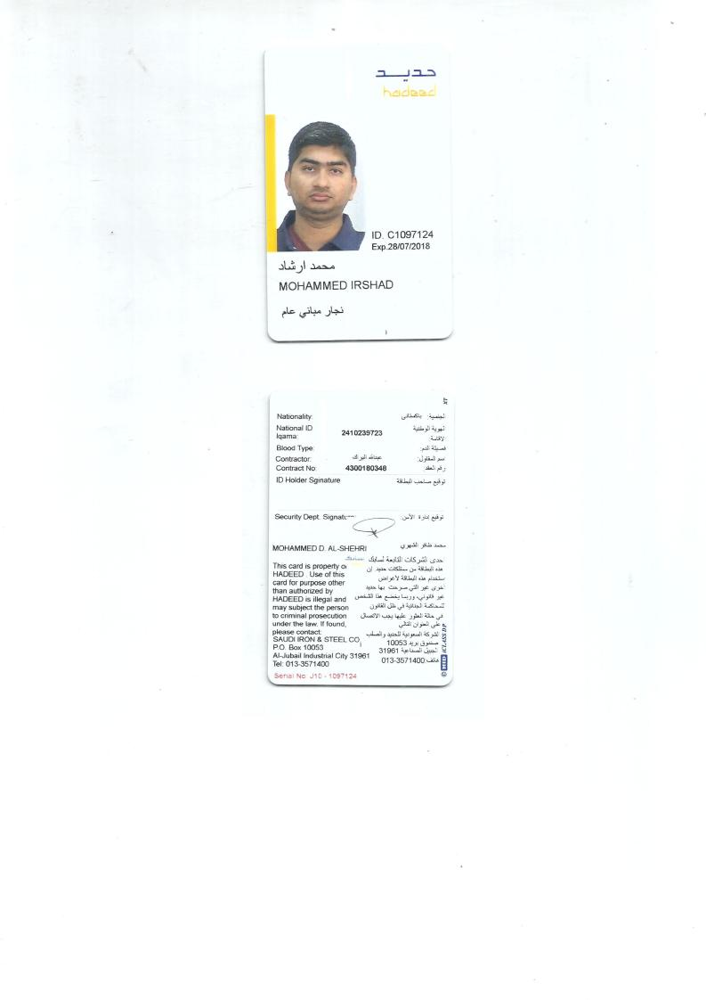 حديد
hadeed
ID. C1097124
Exp.28/07/2018
محمد ارشاد
MOHAMMED IRSHAD
نجار مباني عام
Nationality: الجنسية: باكستانى
National ID الهوية الوطنية
Iqama: 2410239723 لاقامة:
Blood Type: فصيلة الدم:
Contractor: عبدالله البراك اسم المقاول:
Contract No: 4300180348 رقم العقد
ID Holder Sginature توقيع صاحب البطاقة
Security Dept. Signature توقيع إدارة الأمن:
MOHAMMED D. AL-SHEHRI محمد ظافر الشهري
سابك
This card is property of
HADEED . Use of this
card for purpose other
than authorized by
HADEED is illegal and
may subject the person
to criminal prosecution
under the law. If found,
please contact:
SAUDI IRON & STEEL CO
P.O. Box 10053
Al-Jubail Industrial City 31961
Tel: 013-3571400
حدى الشركات التابعة لسابك
هذه البطاقة من ممتلكات حديد. إن
استخدام هذه البطاقة لأغراض
أخرى غير التي صرحت بها حديد
غير قانوني، وربما يخضع هذا الشخص
للمحاكمة الجنائية في ظل القانون
في حالة العثور عليها يجب الاتصال
على العنوان التالي
الشركة السعودية للحديد والصلب
صندوق بريد 10053
الجبيل الصناعية 31961
هاتف: 013-3571400
Serial No: J10 - 1097124
XT
© HID iCLASS DP